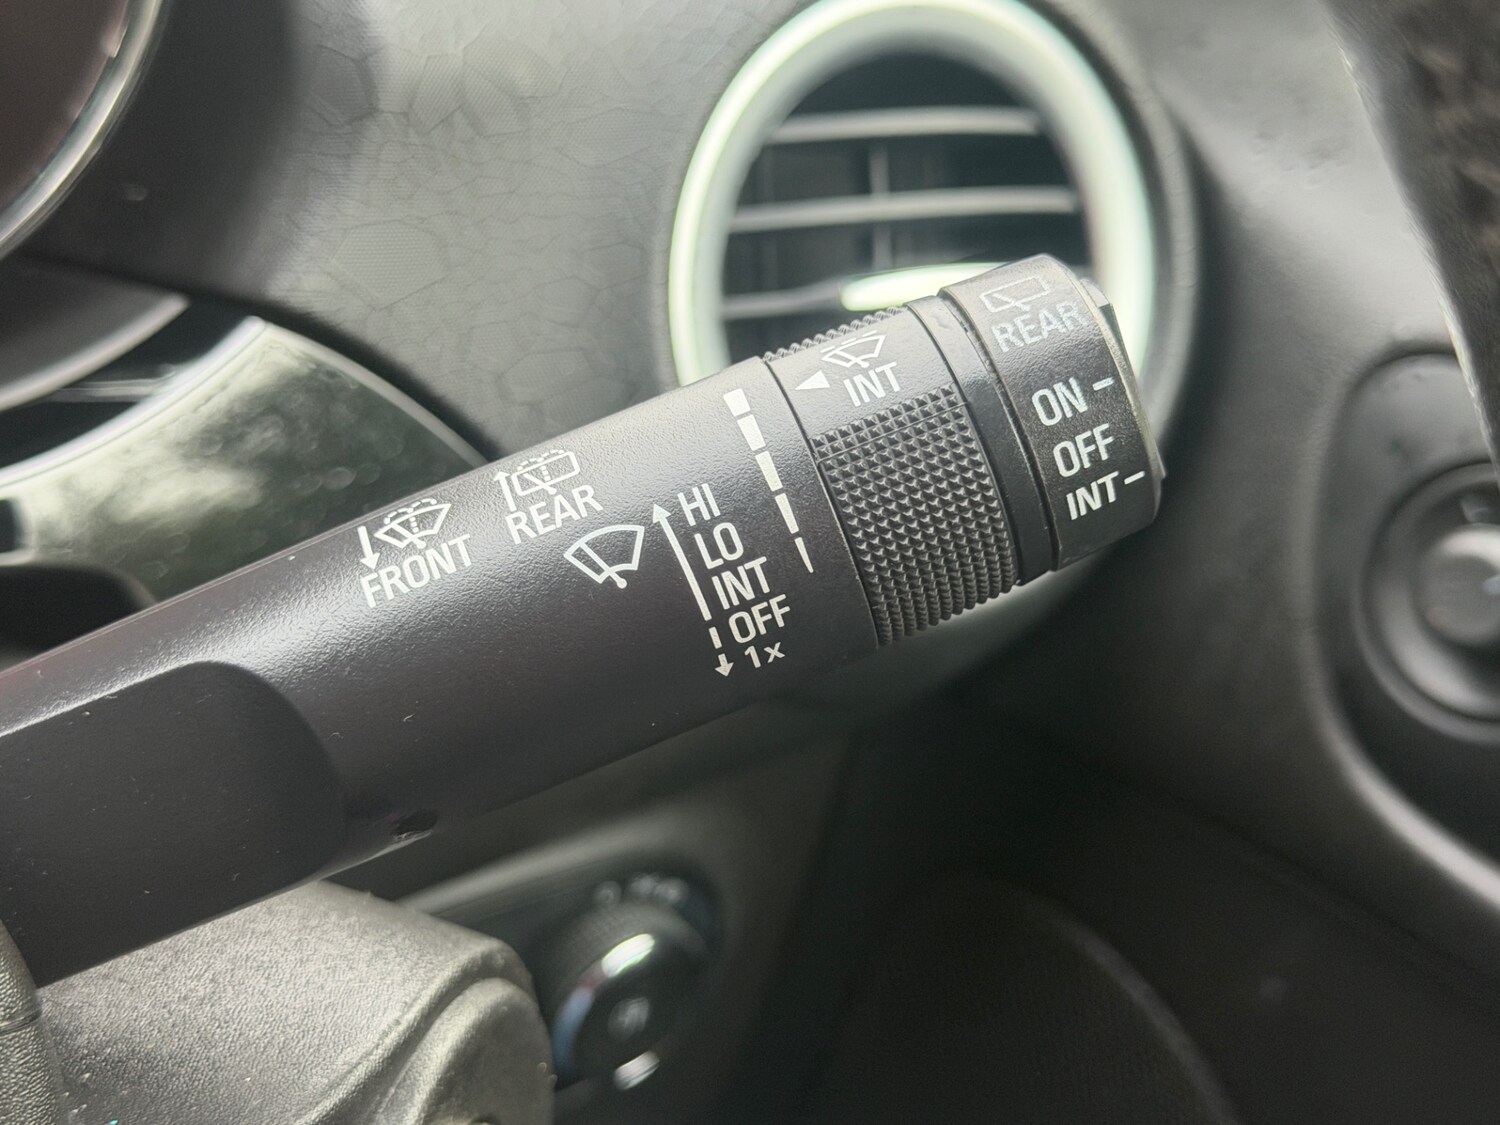 FRONT
REAR
HI
LO
INT
OFF
1x
INT
REAR
ON
OFF
INT